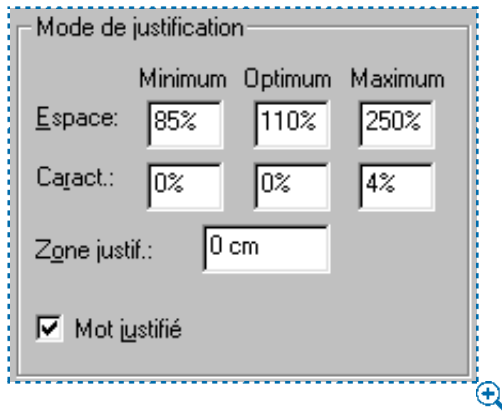 Mode de justification
Minimum Optimum Maximum
Espace: 85% 110% 250%
Caract.: 0% 0% 4%
Zone justif.: 0 cm
Mot justifié